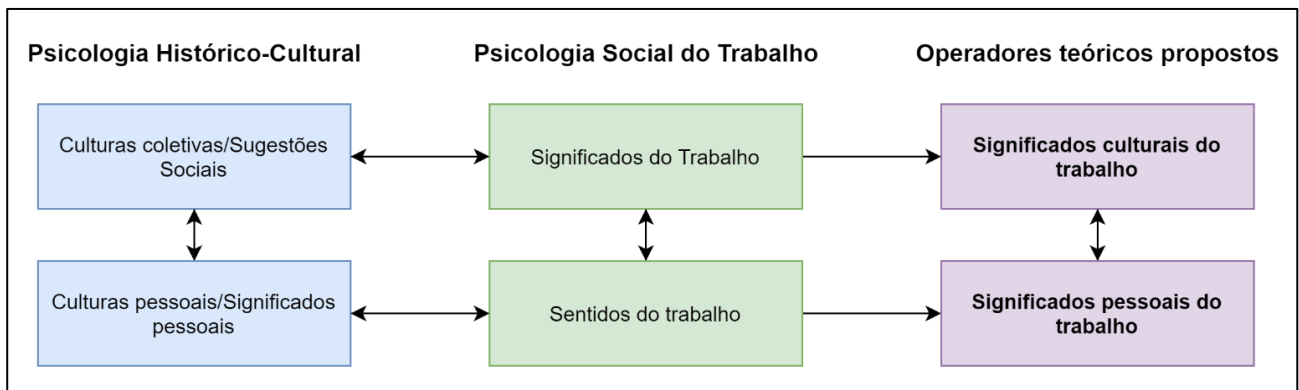 Psicologia Histórico-Cultural
Psicologia Social do Trabalho
Operadores teóricos propostos
Culturas coletivas/Sugestões
Sociais
Significados do Trabalho
Significados culturais do
trabalho
Culturas pessoais/Significados
pessoais
Sentidos do trabalho
Significados pessoais do
trabalho